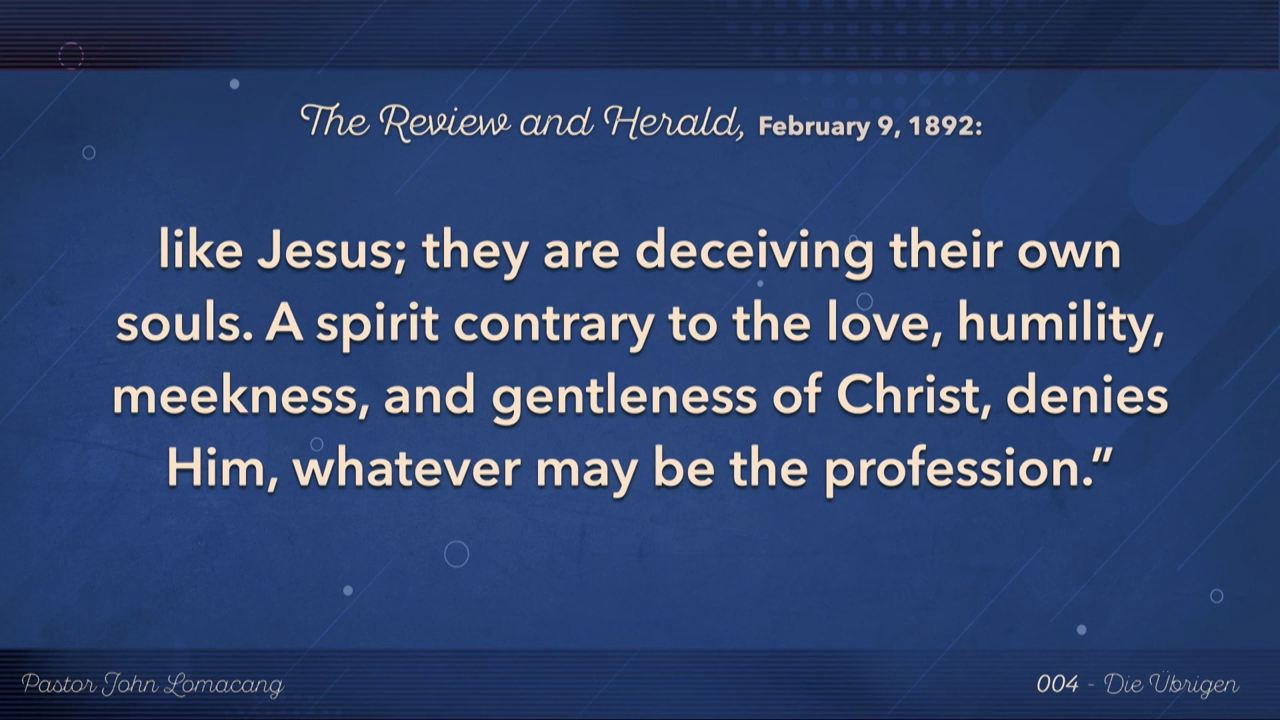 The Review and Herald, February 9, 1892:
like Jesus; they are deceiving their own
souls. A spirit contrary to the love, humility,
meekness, and gentleness of Christ, denies
Him, whatever may be the profession.”
Pastor John Lomacang
004 - Die Übrigen